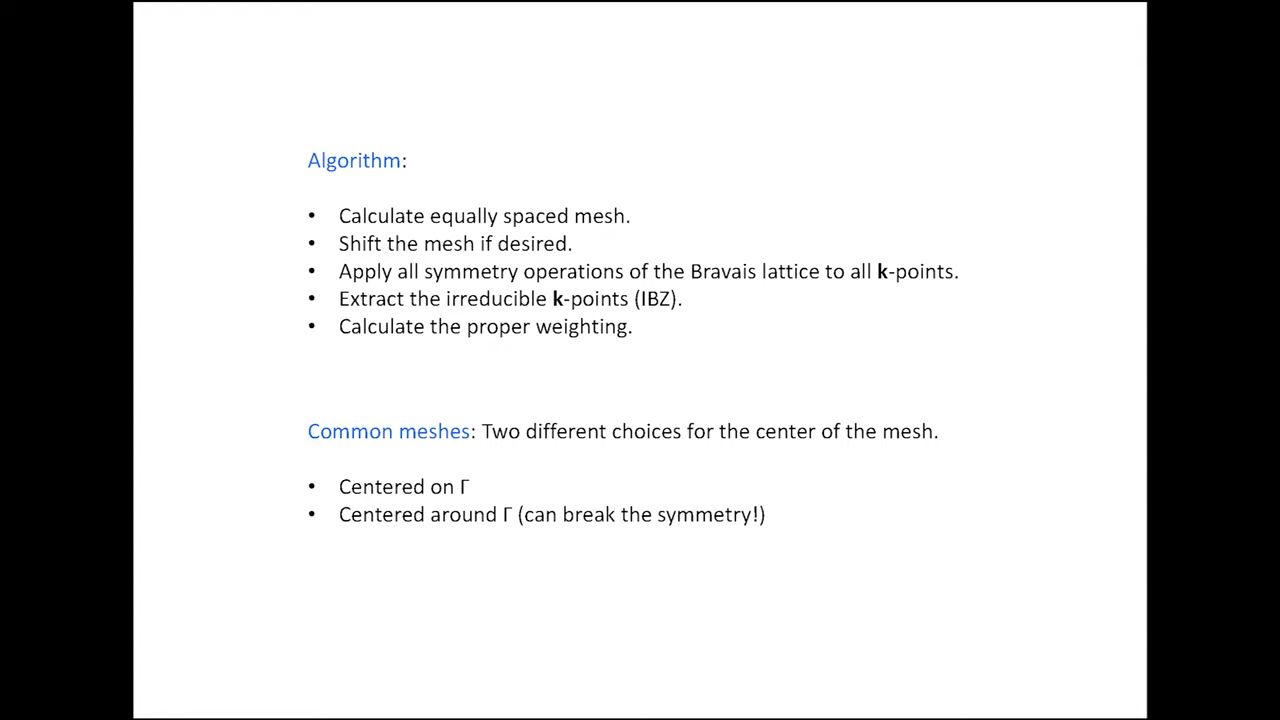 Algorithm:
• Calculate equally spaced mesh.
• Shift the mesh if desired.
• Apply all symmetry operations of the Bravais lattice to all k-points.
• Extract the irreducible k-points (IBZ).
• Calculate the proper weighting.
Common meshes: Two different choices for the center of the mesh.
• Centered on Γ
• Centered around Γ (can break the symmetry!)